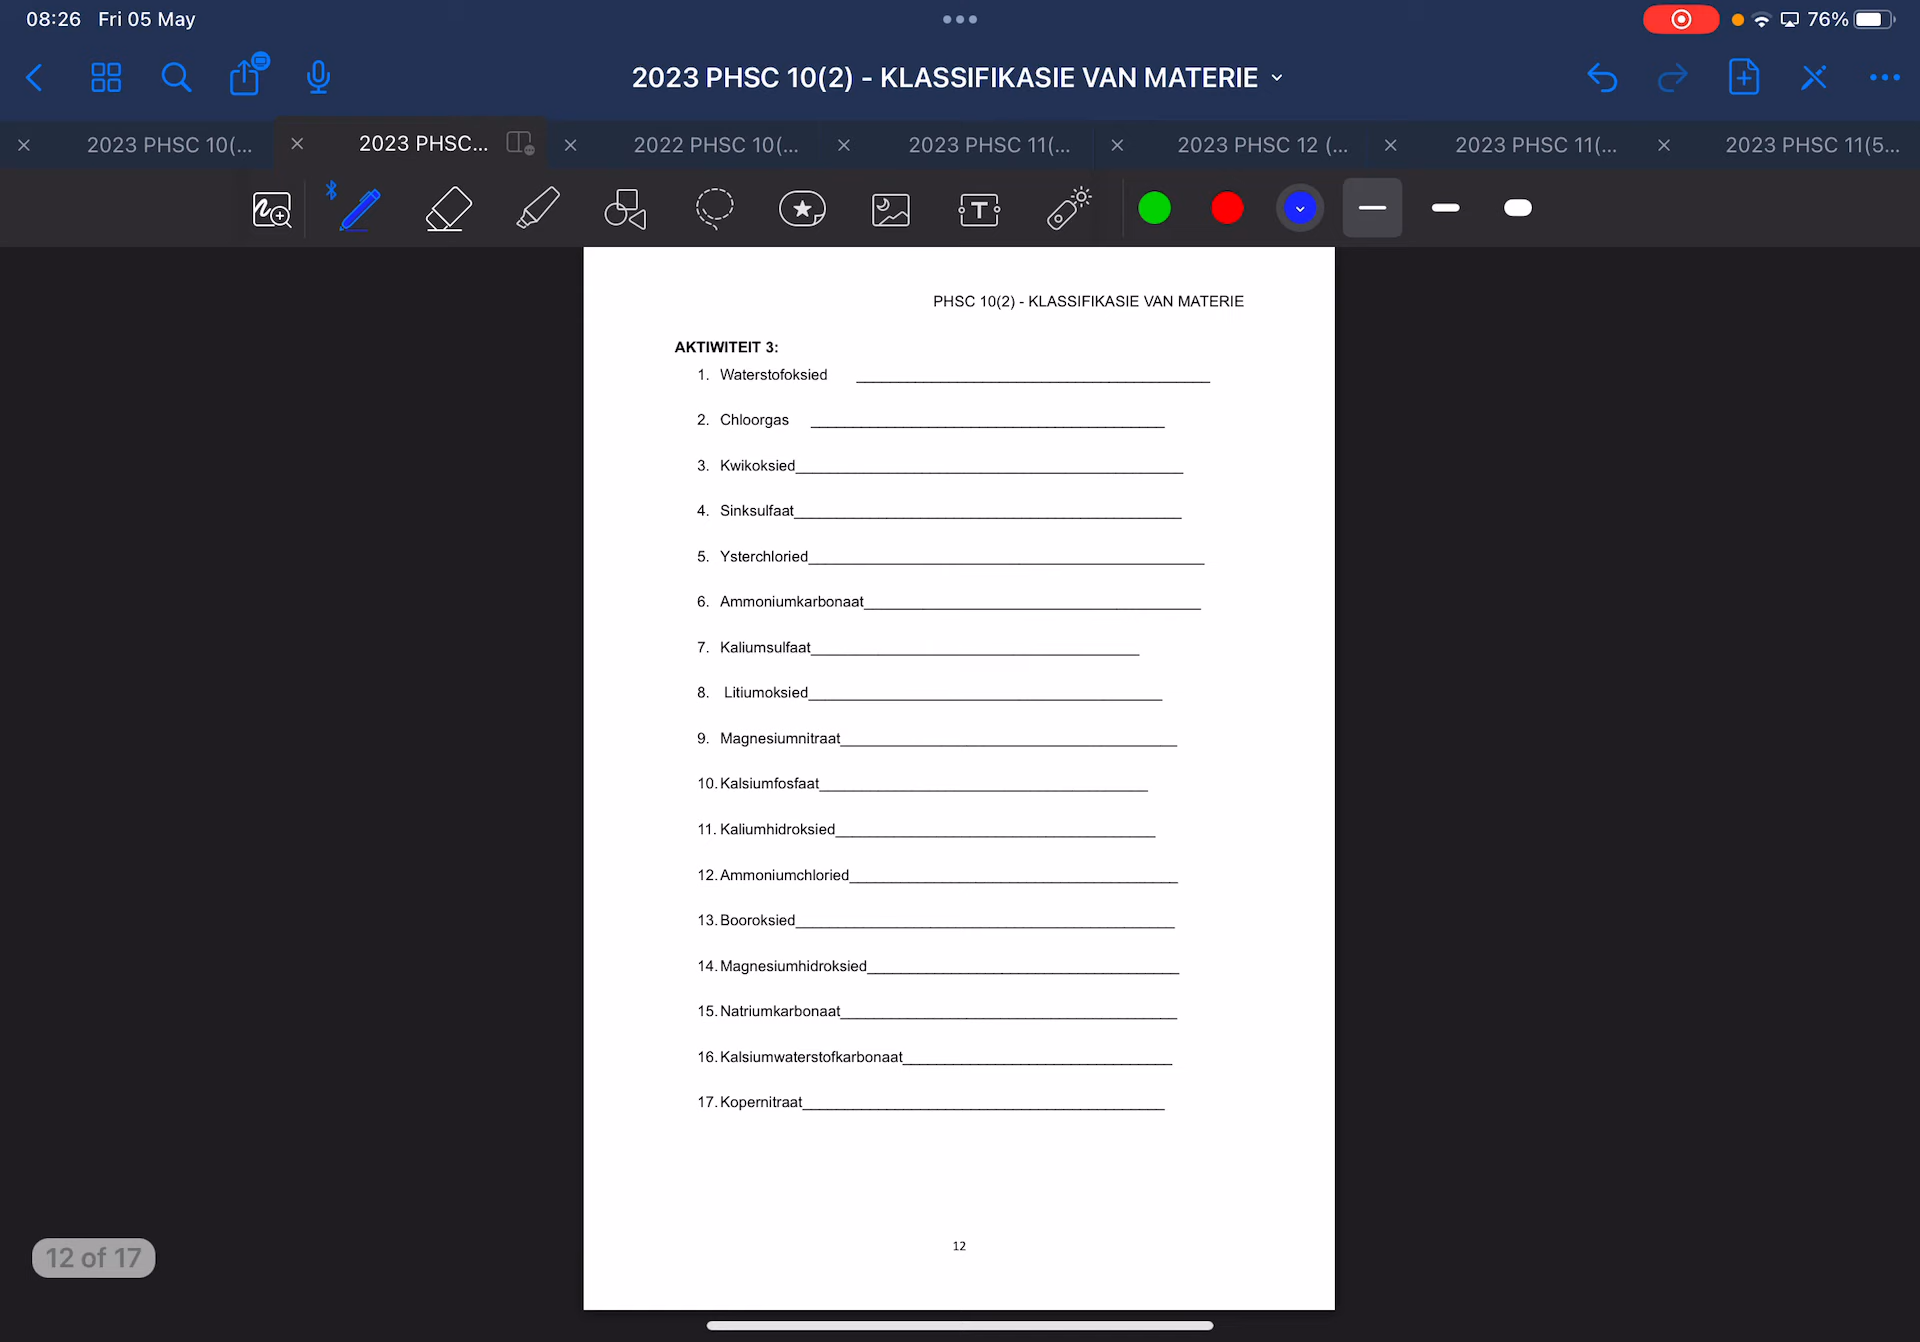 08:26 Fri 05 May
76%
2023 PHSC 10(2) - KLASSIFIKASIE VAN MATERIE
2023 PHSC 10(...
2023 PHSC...
2022 PHSC 10(...
2023 PHSC 11(...
2023 PHSC 12 (...
2023 PHSC 11(...
2023 PHSC 11(5...
PHSC 10(2) - KLASSIFIKASIE VAN MATERIE
AKTIWITEIT 3:
1. Waterstofoksied
2. Chloorgas
3. Kwikoksied
4. Sinksulfaat
5. Ysterchloried
6. Ammoniumkarbonaat
7. Kaliumsulfaat
8. Litiumoksied
9. Magnesiumnitraat
10. Kalsiumfosfaat
11. Kaliumhidroksied
12. Ammoniumchloried
13. Booroksied
14. Magnesiumhidroksied
15. Natriumkarbonaat
16. Kalsiumwaterstofkarbonaat
17. Kopernitraat
12
12 of 17